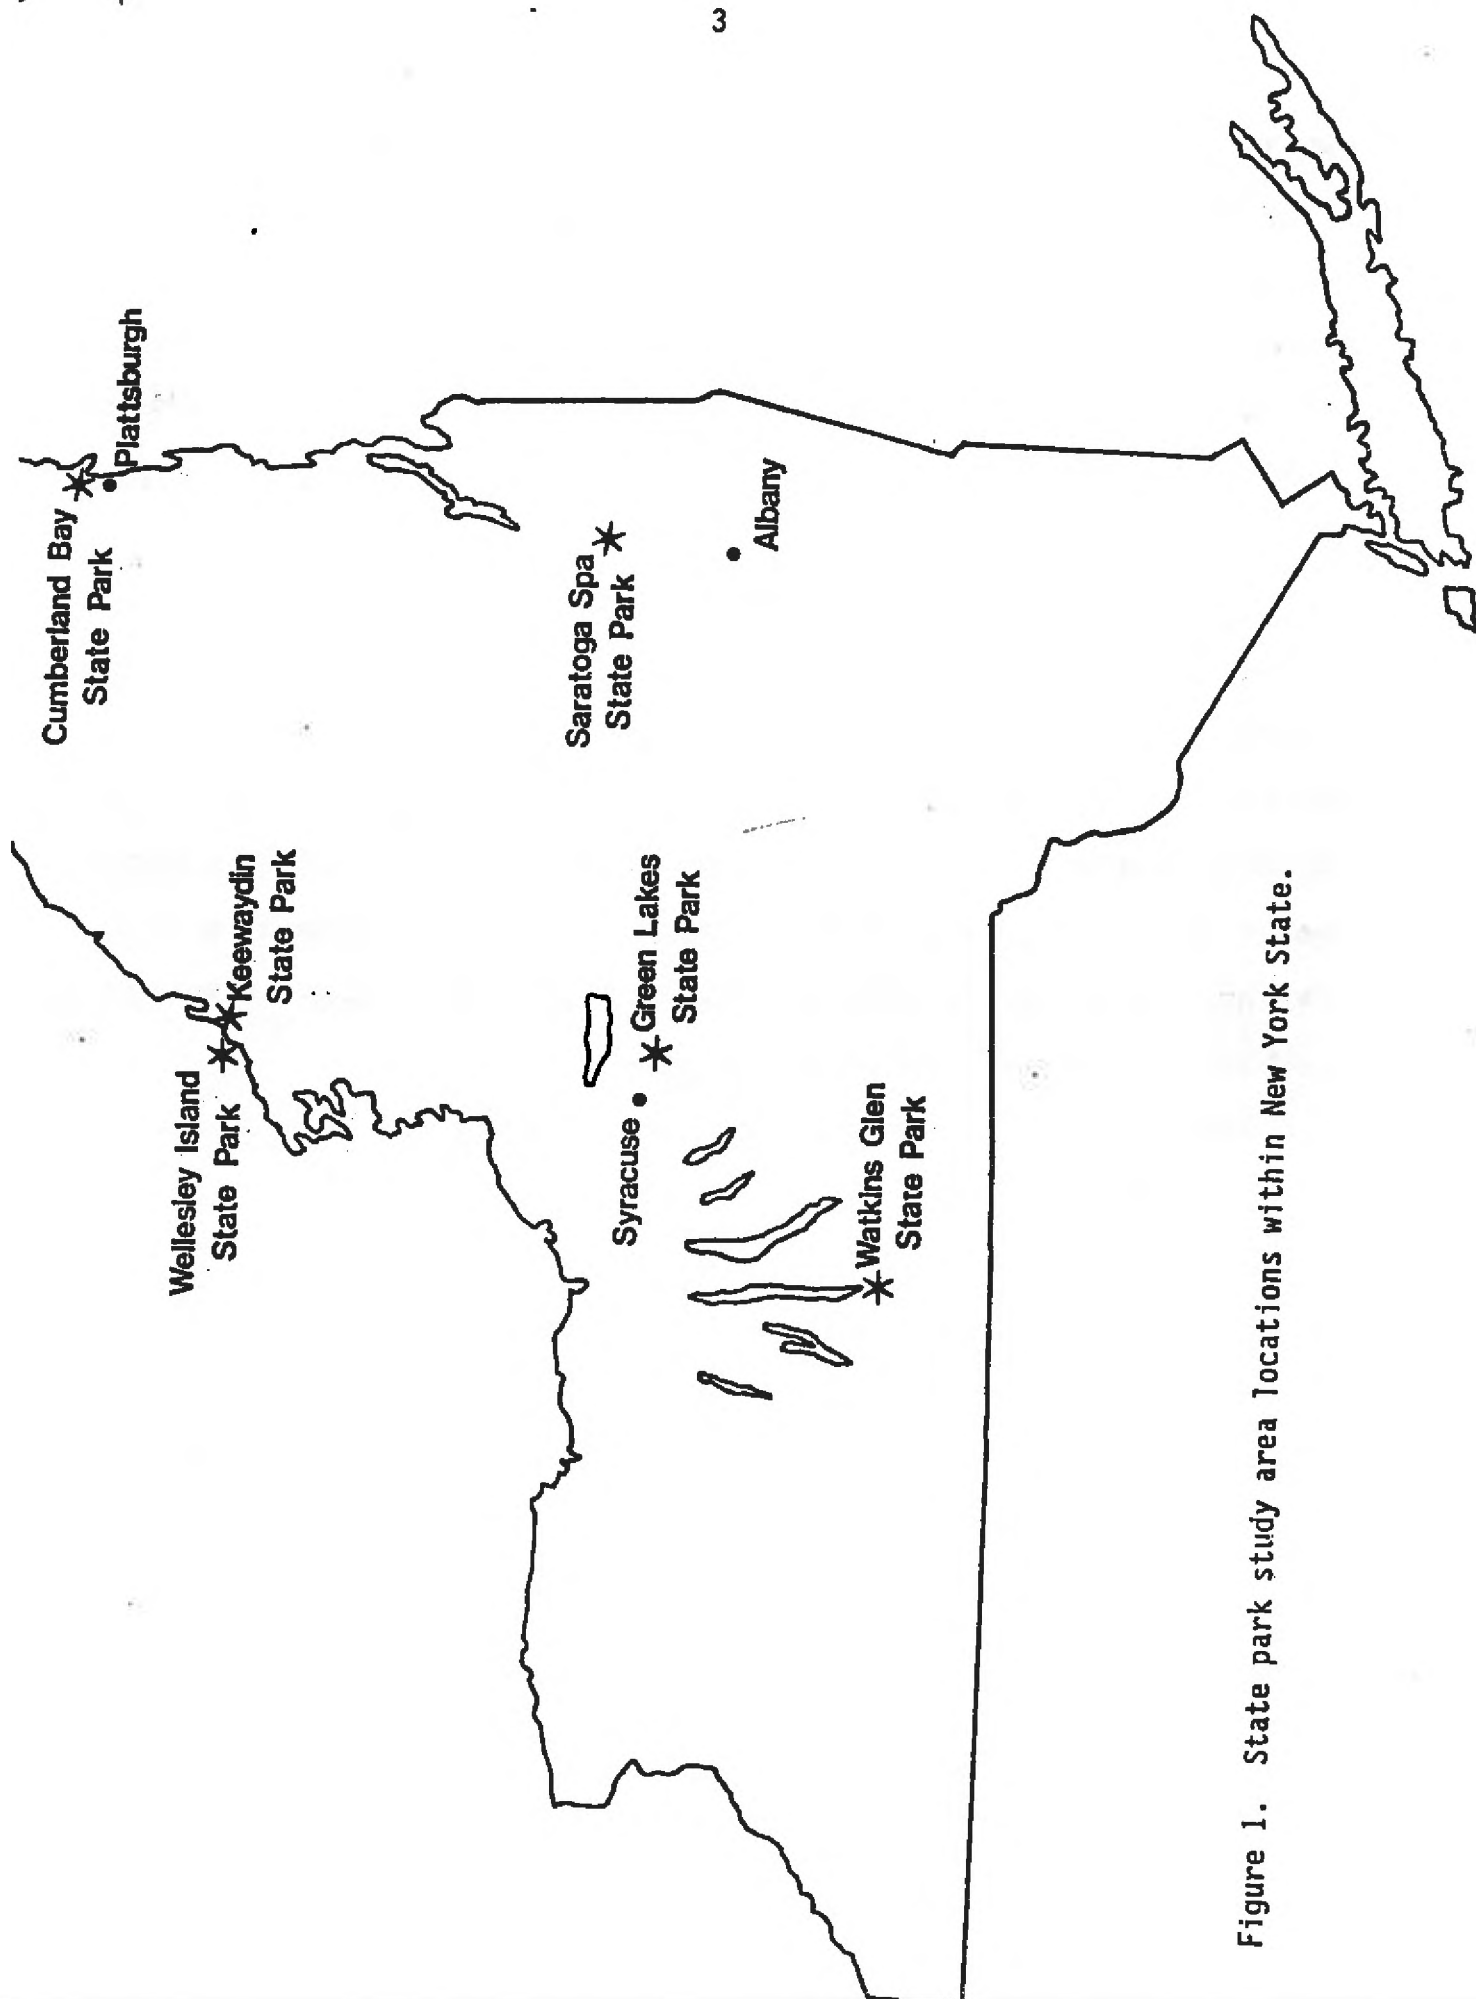 3
Cumberland Bay
State Park
Plattsburgh
Wellesley Island
State Park
Keewaydin
State Park
Saratoga Spa
State Park
Albany
Syracuse
Green Lakes
State Park
Watkins Glen
State Park
Figure 1. State park study area locations within New York State.